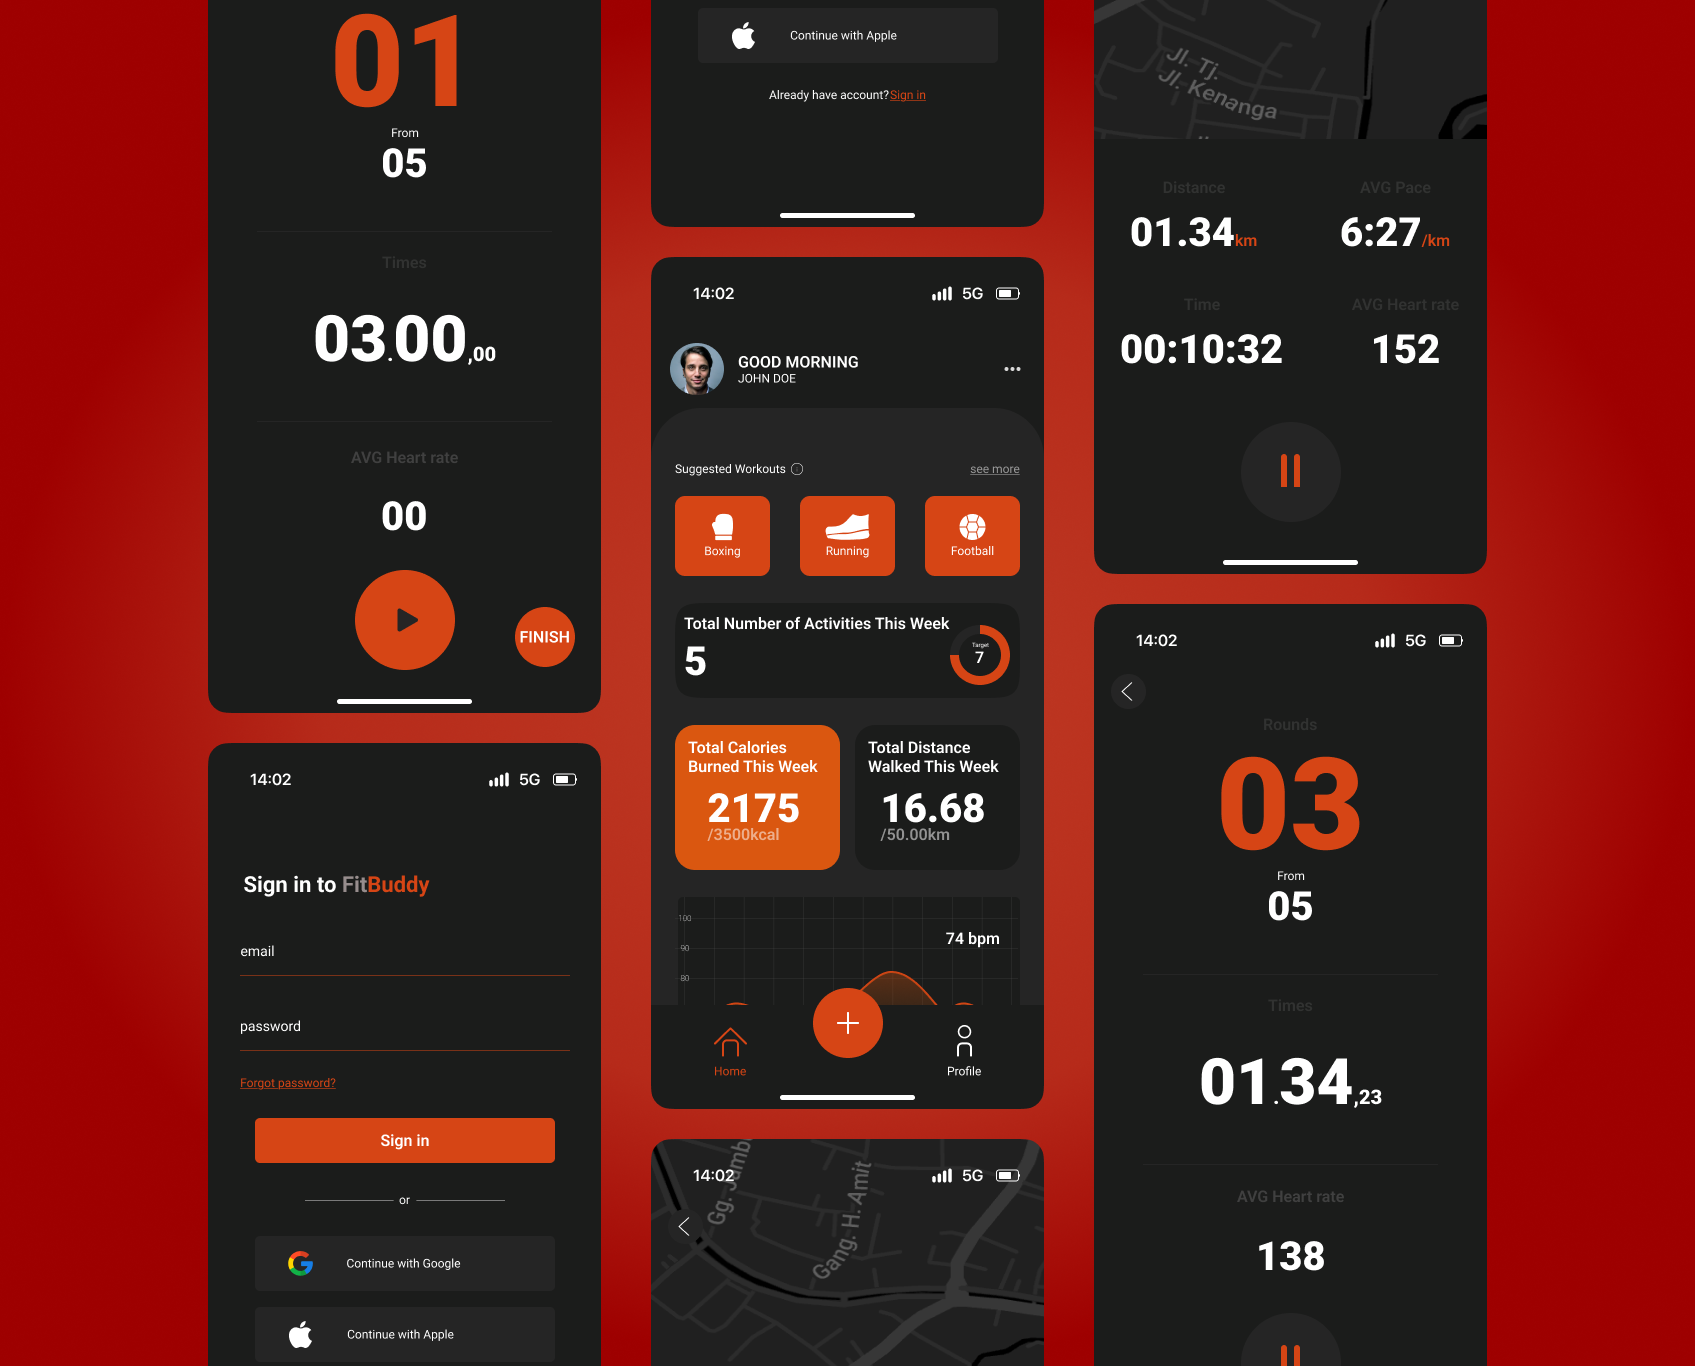 01
From
05
Times
03.00,00
AVG Heart rate
00
FINISH
14:02
5G
Sign in to FitBuddy
email
password
Forgot password?
Sign in
or
Continue with Google
Continue with Apple
Continue with Apple
Already have account? Sign in
14:02
5G
GOOD MORNING
JOHN DOE
Suggested Workouts
see more
Boxing
Running
Football
Total Number of Activities This Week
5
Target
7
Total Calories
Burned This Week
2175
/3500kcal
Total Distance
Walked This Week
16.68
/50.00km
100
90
80
74 bpm
Home
Profile
14:02
5G
Gang. H. Amit
Jl. Tj.
Jl. Kenanga
Distance
01.34km
AVG Pace
6:27/km
Time
00:10:32
AVG Heart rate
152
14:02
5G
Rounds
03
From
05
Times
01.34,23
AVG Heart rate
138